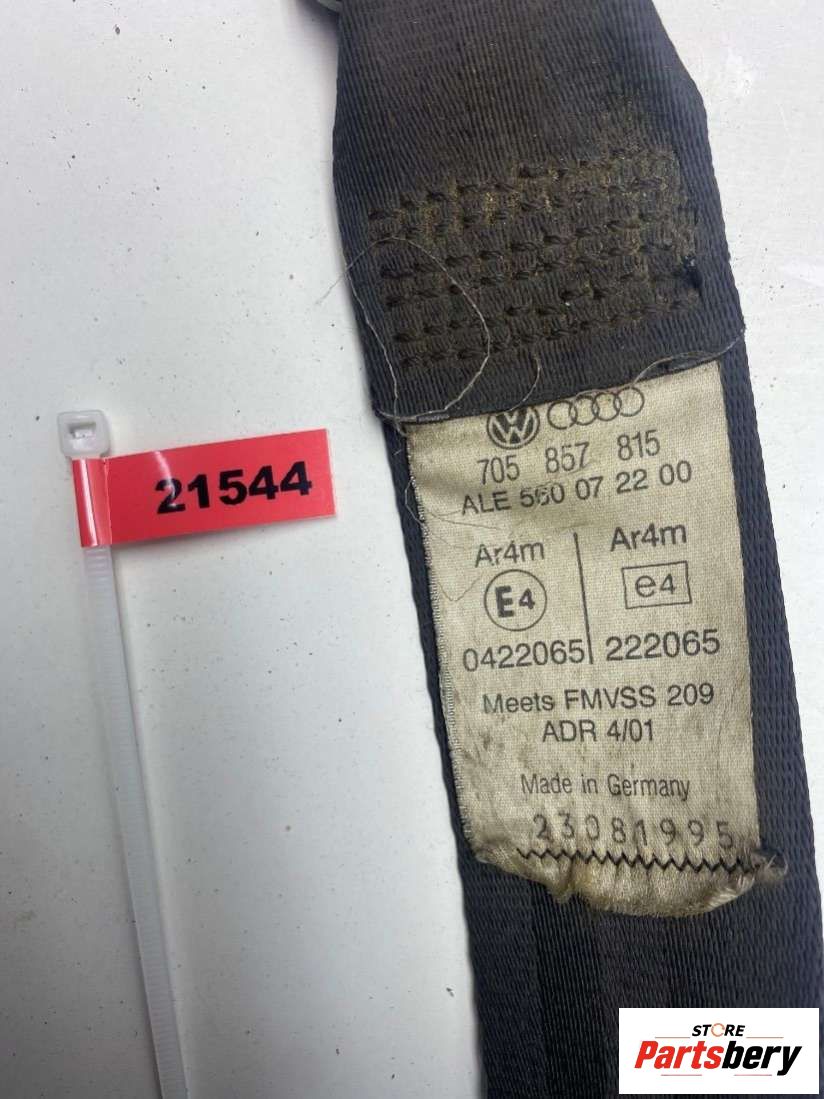 21544
VW
705 857 815
ALE 560 07 22 00
Ar4m
E4
0422065
Ar4m
e4
222065
Meets FMVSS 209
ADR 4/01
Made in Germany
23081995
STORE
Partsbery